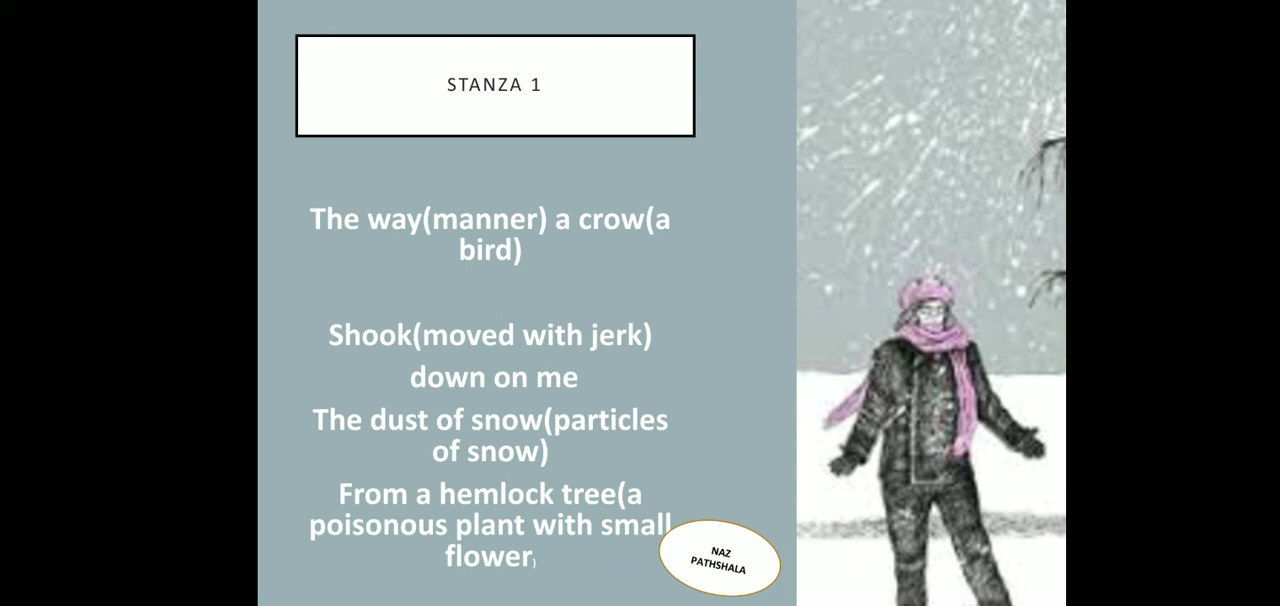 STANZA 1
The way(manner) a crow(a
bird)
Shook(moved with jerk)
down on me
The dust of snow(particles
of snow)
From a hemlock tree(a
poisonous plant with small
flower)
NAZ
PATHSHALA